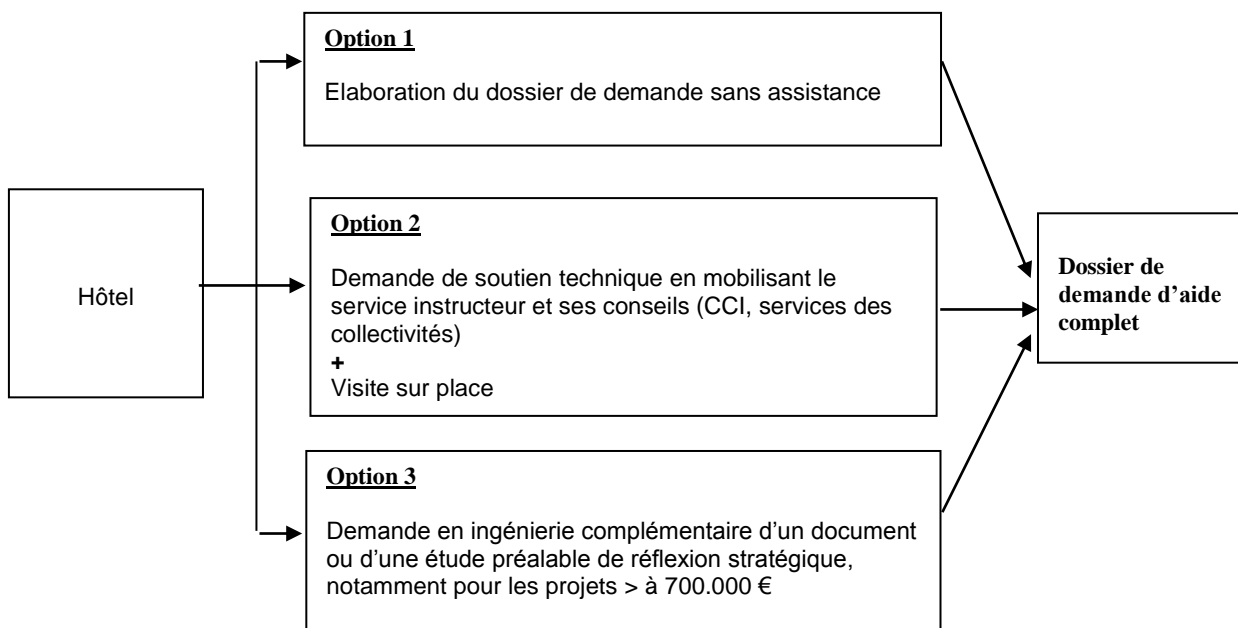 Option 1
Elaboration du dossier de demande sans assistance
Hôtel
Option 2
Demande de soutien technique en mobilisant le
service instructeur et ses conseils (CCI, services des
collectivités)
+
Visite sur place
Option 3
Demande en ingénierie complémentaire d’un document
ou d’une étude préalable de réflexion stratégique,
notamment pour les projets > à 700.000 €
Dossier de
demande d’aide
complet